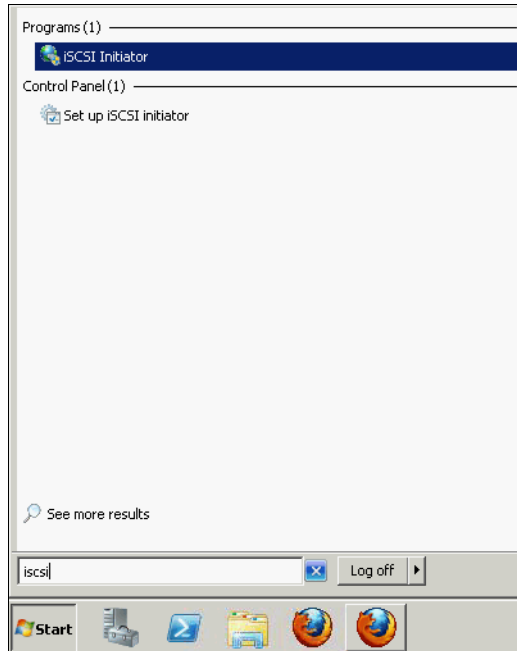 Programs (1)
iSCSI Initiator
Control Panel (1)
Set up iSCSI initiator
See more results
iscsi
Log off
Start